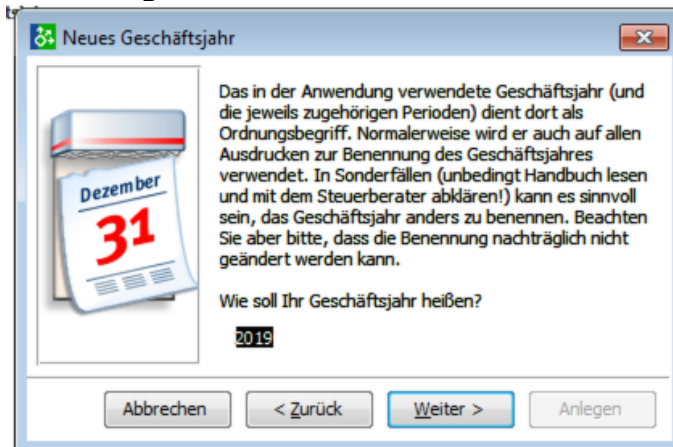 Neues Geschäftsjahr
Das in der Anwendung verwendete Geschäftsjahr (und
die jeweils zugehörigen Perioden) dient dort als
Ordnungsbegriff. Normalerweise wird er auch auf allen
Ausdrucken zur Benennung des Geschäftsjahres
verwendet. In Sonderfällen (unbedingt Handbuch lesen
und mit dem Steuerberater abklären!) kann es sinnvoll
sein, das Geschäftsjahr anders zu benennen. Beachten
Sie aber bitte, dass die Benennung nachträglich nicht
geändert werden kann.
Dezember
31
Wie soll Ihr Geschäftsjahr heißen?
2019
Abbrechen
< Zurück
Weiter >
Anlegen